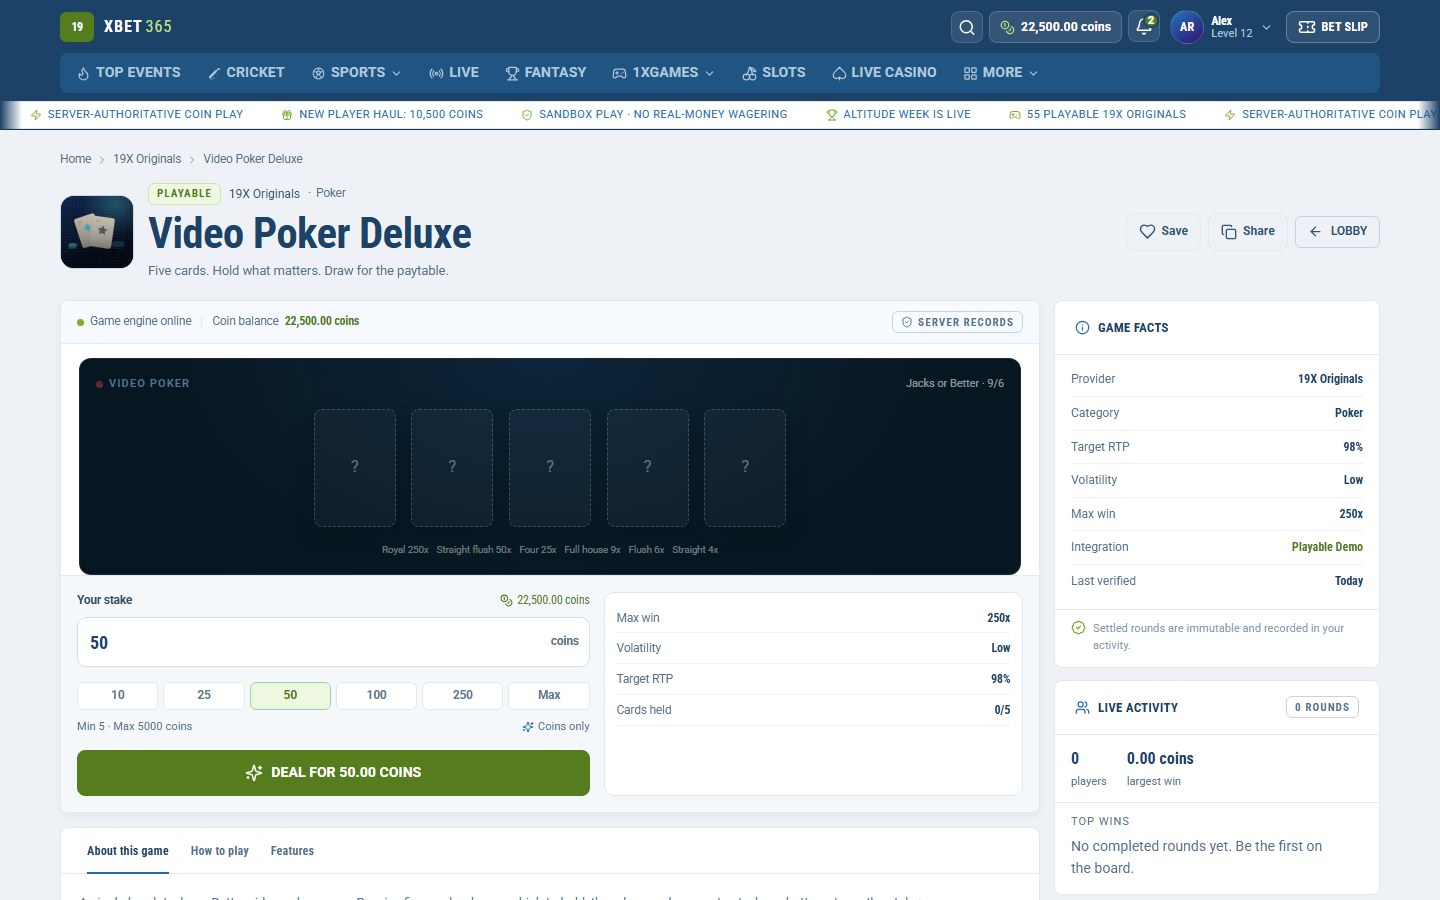 19 XBET 365
22,500.00 coins
2
AR
Alex
Level 12
BET SLIP
TOP EVENTS CRICKET SPORTS LIVE FANTASY 1XGAMES SLOTS LIVE CASINO MORE
SERVER-AUTHORITATIVE COIN PLAY NEW PLAYER HAUL: 10,500 COINS SANDBOX PLAY · NO REAL-MONEY WAGERING ALTITUDE WEEK IS LIVE 55 PLAYABLE 19X ORIGINALS SERVER-AUTHORITATIVE COIN PLAY
Home > 19X Originals > Video Poker Deluxe
PLAYABLE 19X Originals · Poker
Video Poker Deluxe
Five cards. Hold what matters. Draw for the paytable.
Save Share LOBBY
Game engine online Coin balance 22,500.00 coins
SERVER RECORDS
VIDEO POKER Jacks or Better · 9/6
? ? ? ? ?
Royal 250x Straight flush 50x Four 25x Full house 9x Flush 6x Straight 4x
Your stake 22,500.00 coins
50 coins
10 25 50 100 250 Max
Min 5 · Max 5000 coins Coins only
DEAL FOR 50.00 COINS
Max win 250x
Volatility Low
Target RTP 98%
Cards held 0/5
About this game How to play Features
GAME FACTS
Provider 19X Originals
Category Poker
Target RTP 98%
Volatility Low
Max win 250x
Integration Playable Demo
Last verified Today
Settled rounds are immutable and recorded in your
activity.
LIVE ACTIVITY 0 ROUNDS
0 0.00 coins
players largest win
TOP WINS
No completed rounds yet. Be the first on
the board.